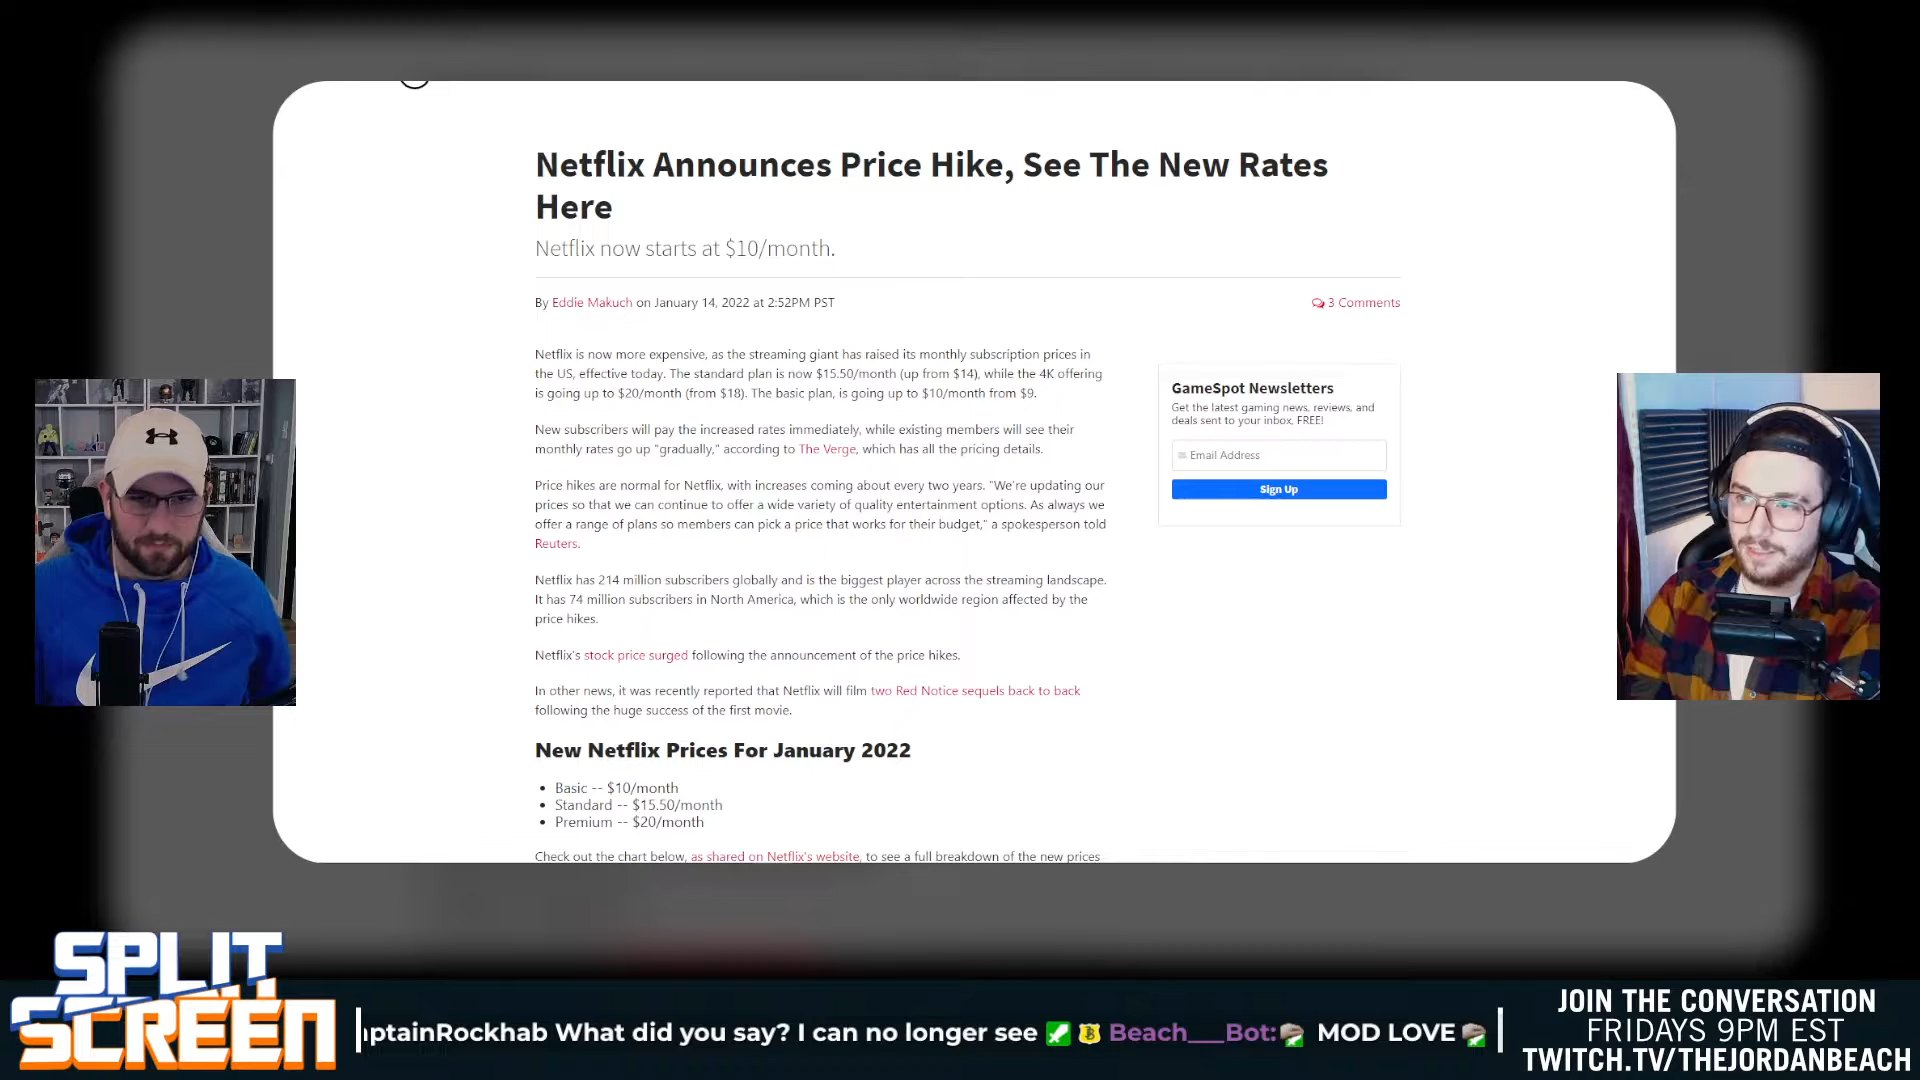 Netflix Announces Price Hike, See The New Rates
Here
Netflix now starts at $10/month.
By Eddie Makuch on January 14, 2022 at 2:52PM PST
3 Comments
Netflix is now more expensive, as the streaming giant has raised its monthly subscription prices in
the US, effective today. The standard plan is now $15.50/month (up from $14), while the 4K offering
is going up to $20/month (from $18). The basic plan, is going up to $10/month from $9.
New subscribers will pay the increased rates immediately, while existing members will see their
monthly rates go up "gradually," according to The Verge, which has all the pricing details.
Price hikes are normal for Netflix, with increases coming about every two years. "We're updating our
prices so that we can continue to offer a wide variety of quality entertainment options. As always we
offer a range of plans so members can pick a price that works for their budget," a spokesperson told
Reuters.
Netflix has 214 million subscribers globally and is the biggest player across the streaming landscape.
It has 74 million subscribers in North America, which is the only worldwide region affected by the
price hikes.
Netflix's stock price surged following the announcement of the price hikes.
In other news, it was recently reported that Netflix will film two Red Notice sequels back to back
following the huge success of the first movie.
New Netflix Prices For January 2022
• Basic -- $10/month
• Standard -- $15.50/month
• Premium -- $20/month
Check out the chart below, as shared on Netflix's website, to see a full breakdown of the new prices
GameSpot Newsletters
Get the latest gaming news, reviews, and
deals sent to your inbox, FREE!
Email Address
Sign Up
SPLIT
SCREEN
ptainRockhab What did you say? I can no longer see Beach___Bot: MOD LOVE
JOIN THE CONVERSATION
FRIDAYS 9PM EST
TWITCH.TV/THEJORDANBEACH